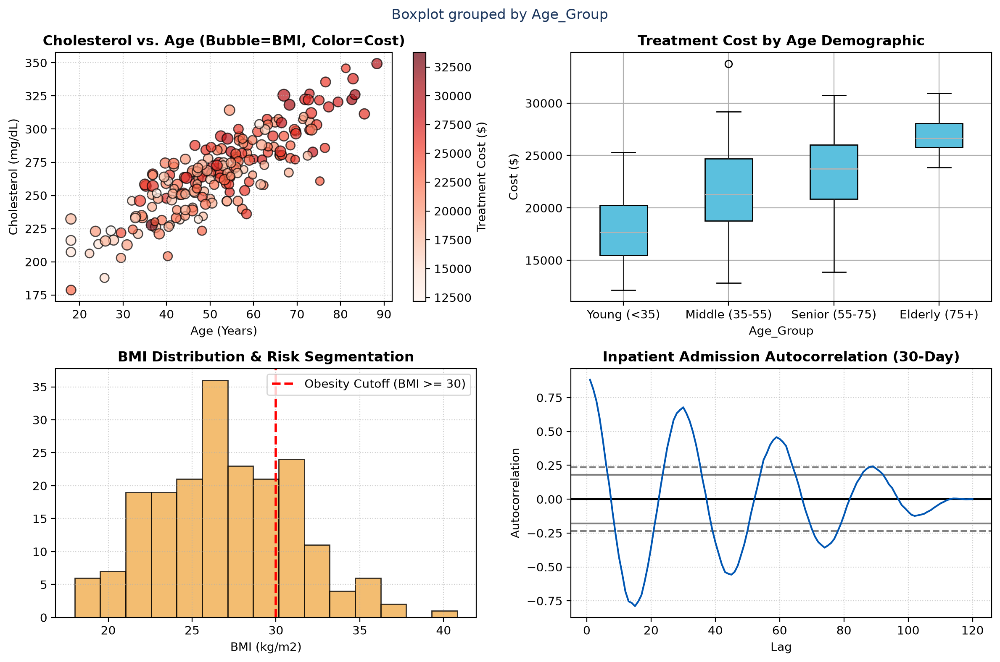 Boxplot grouped by Age_Group
Cholesterol vs. Age (Bubble=BMI, Color=Cost)
350
325
300
275
250
225
200
175
Cholesterol (mg/dL)
20 30 40 50 60 70 80 90
Age (Years)
32500
30000
27500
25000
22500
20000
17500
15000
12500
Treatment Cost ($)
Treatment Cost by Age Demographic
30000
25000
20000
15000
Cost ($)
Young (<35) Middle (35-55) Senior (55-75) Elderly (75+)
Age_Group
BMI Distribution & Risk Segmentation
Obesity Cutoff (BMI >= 30)
35
30
25
20
15
10
5
0
20 25 30 35 40
BMI (kg/m2)
Inpatient Admission Autocorrelation (30-Day)
0.75
0.50
0.25
0.00
−0.25
−0.50
−0.75
Autocorrelation
0 20 40 60 80 100 120
Lag